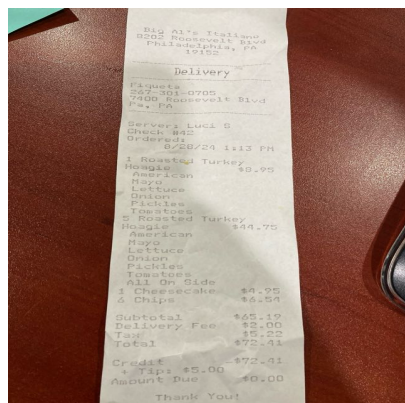 Big Al's Italiano
8202 Roosevelt Blvd
Philadelphia, PA
19152
Delivery
Fiqueta
267-301-0705
7400 Roosevelt Blvd
Pa, PA
Server: Luci D
Check #42
Ordered:
8/28/24 1:13 PM
1 Roasted Turkey
Hoagie $8.95
American
Mayo
Lettuce
Onion
Pickles
Tomatoes
5 Roasted Turkey
Hoagie $44.75
American
Mayo
Lettuce
Onion
Pickles
Tomatoes
All On Side
1 Cheesecake $4.95
6 Chips $6.54
Subtotal $65.19
Delivery Fee $2.00
Tax $5.22
Total $72.41
Credit -$72.41
+ Tip: $5.00
Amount Due $0.00
Thank You!